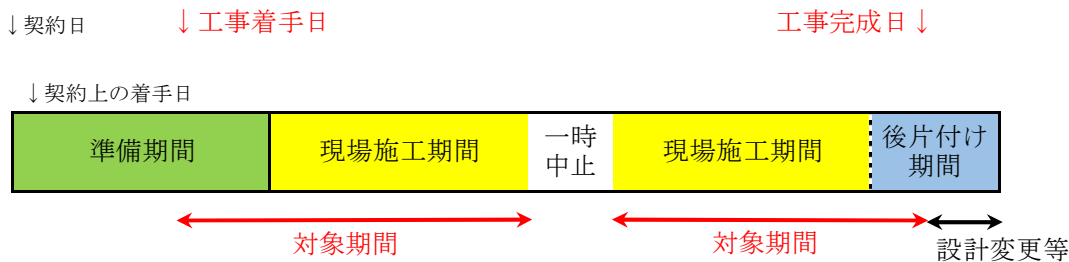 ↓契約日
↓工事着手日
工事完成日↓
↓契約上の着手日
準備期間
現場施工期間
一時
中止
現場施工期間
後片付け
期間
対象期間
対象期間
設計変更等